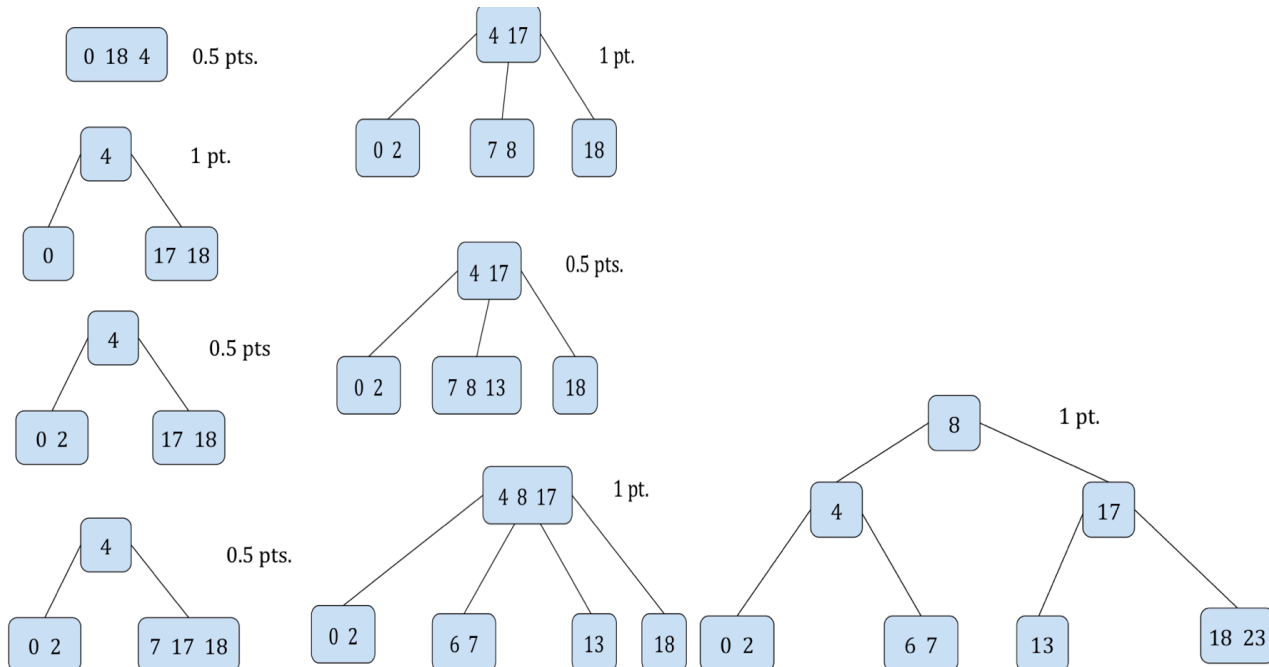 0 18 4 0.5 pts.
4 1 pt.
0 17 18
4 0.5 pts
0 2 17 18
4 0.5 pts.
0 2 7 17 18
4 17 1 pt.
0 2 7 8 18
4 17 0.5 pts.
0 2 7 8 13 18
4 8 17 1 pt.
0 2 6 7 13 18
8 1 pt.
4 17
0 2 6 7 13 18 23